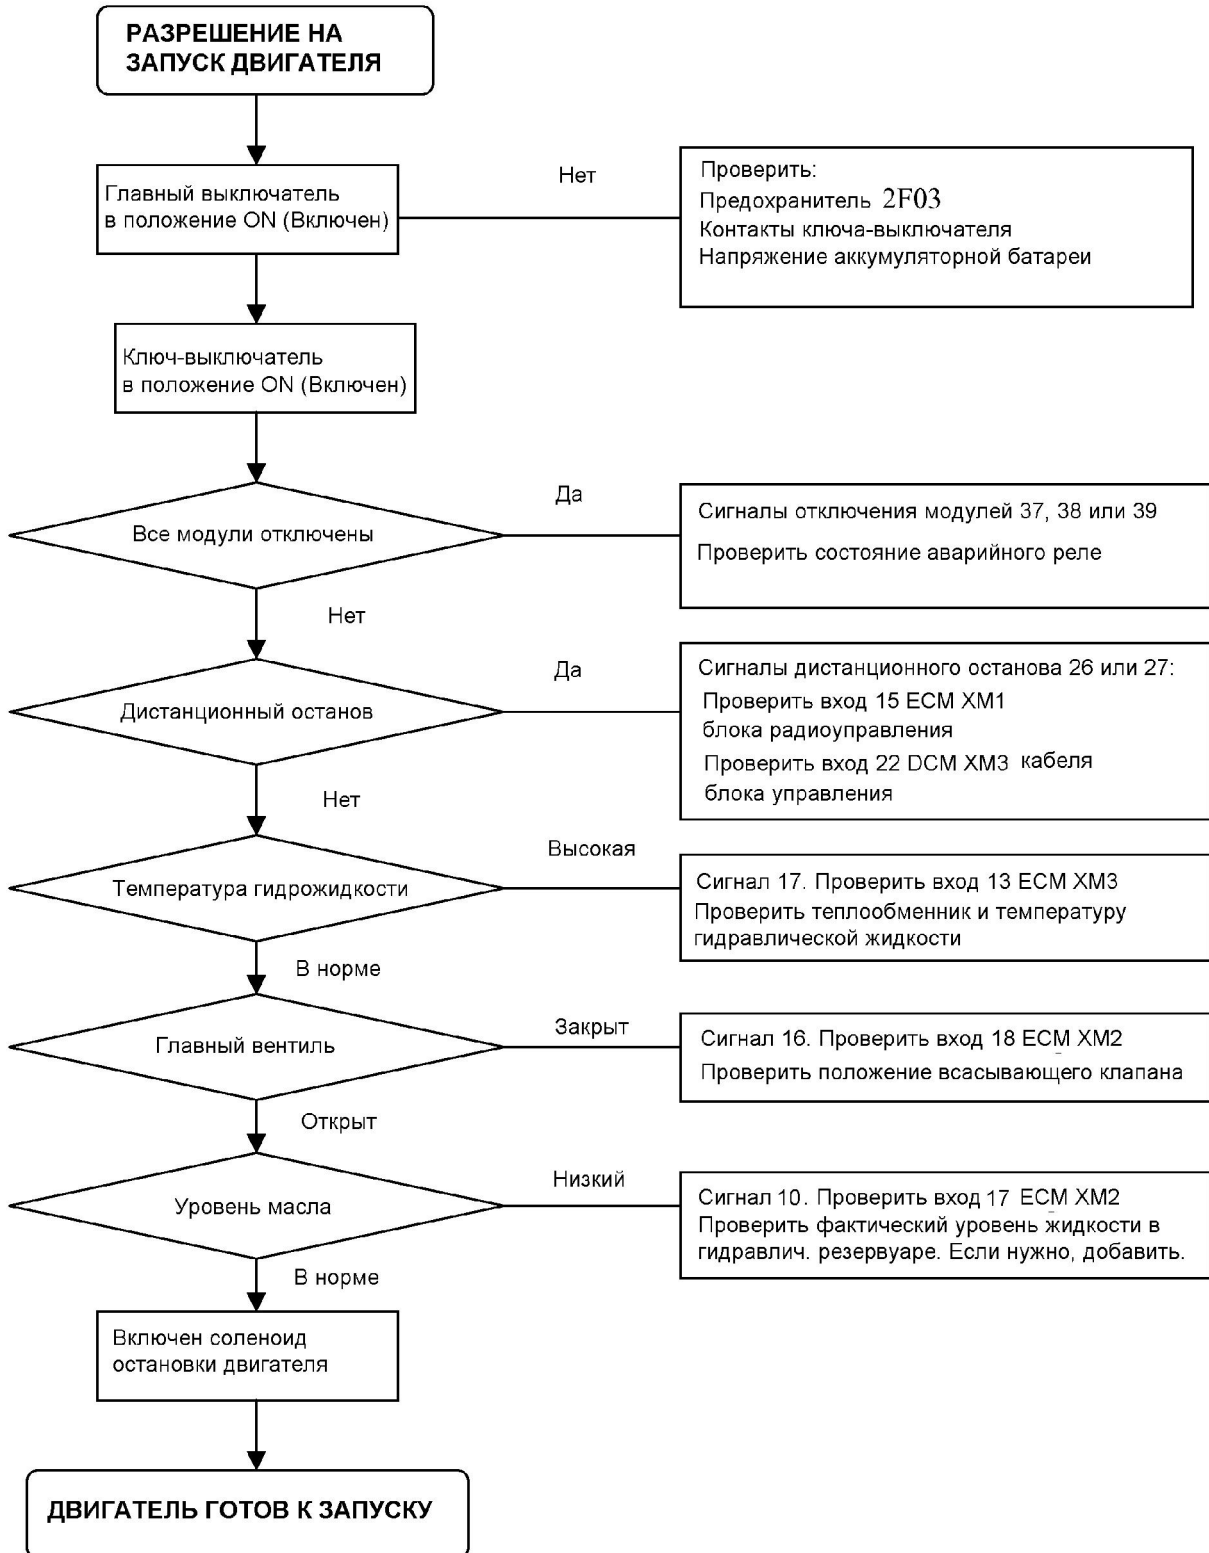 РАЗРЕШЕНИЕ НА
ЗАПУСК ДВИГАТЕЛЯ
Главный выключатель
в положение ON (Включен)
Нет
Проверить:
Предохранитель 2F03
Контакты ключа-выключателя
Напряжение аккумуляторной батареи
Ключ-выключатель
в положение ON (Включен)
Все модули отключены
Да
Сигналы отключения модулей 37, 38 или 39
Проверить состояние аварийного реле
Нет
Дистанционный останов
Да
Сигналы дистанционного останова 26 или 27:
Проверить вход 15 ECM XM1
блока радиоуправления
Проверить вход 22 DCM XM3 кабеля
блока управления
Нет
Температура гидрожидкости
Высокая
Сигнал 17. Проверить вход 13 ECM XM3
Проверить теплообменник и температуру
гидравлической жидкости
В норме
Главный вентиль
Закрыт
Сигнал 16. Проверить вход 18 ECM XM2
Проверить положение всасывающего клапана
Открыт
Уровень масла
Низкий
Сигнал 10. Проверить вход 17 ECM XM2
Проверить фактический уровень жидкости в
гидравлич. резервуаре. Если нужно, добавить.
В норме
Включен соленоид
остановки двигателя
ДВИГАТЕЛЬ ГОТОВ К ЗАПУСКУ